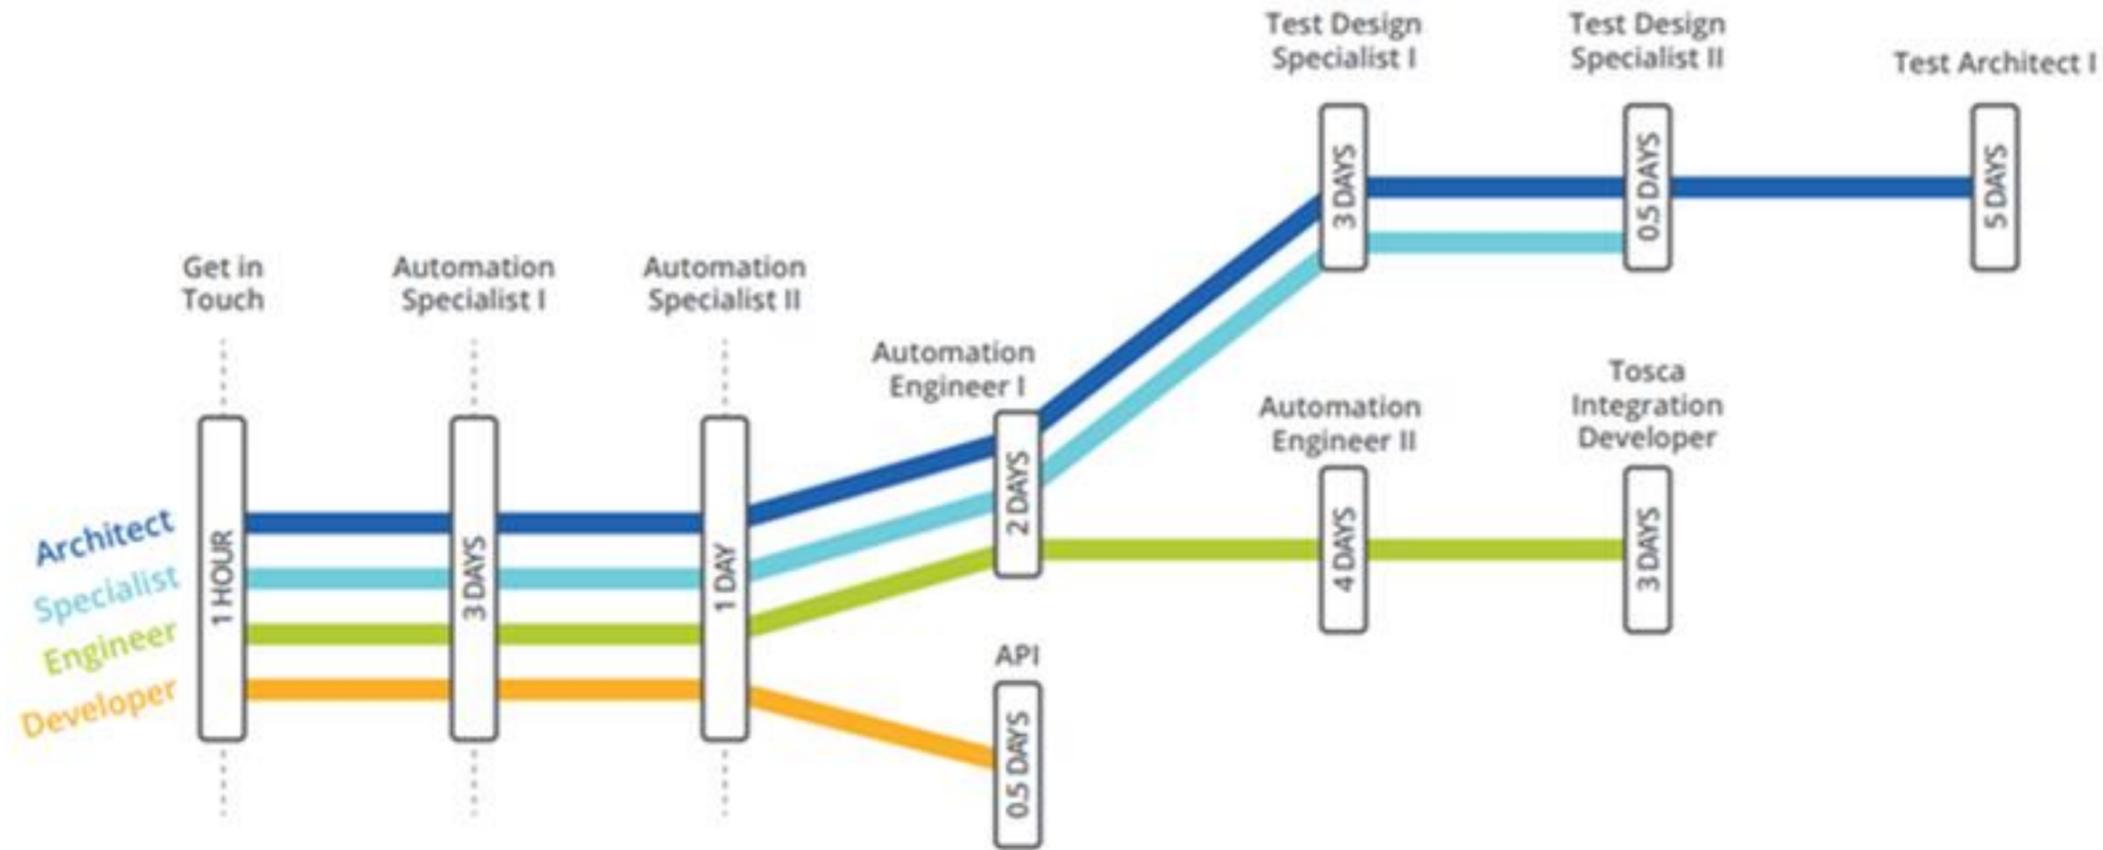 Test Design
Specialist I
Test Design
Specialist II
Test Architect I
3 DAYS
0.5 DAYS
5 DAYS
Get in
Touch
Automation
Specialist I
Automation
Specialist II
Automation
Engineer I
Automation
Engineer II
Tosca
Integration
Developer
Architect
Specialist
Engineer
Developer
1 HOUR
3 DAYS
1 DAY
2 DAYS
4 DAYS
3 DAYS
API
0.5 DAYS